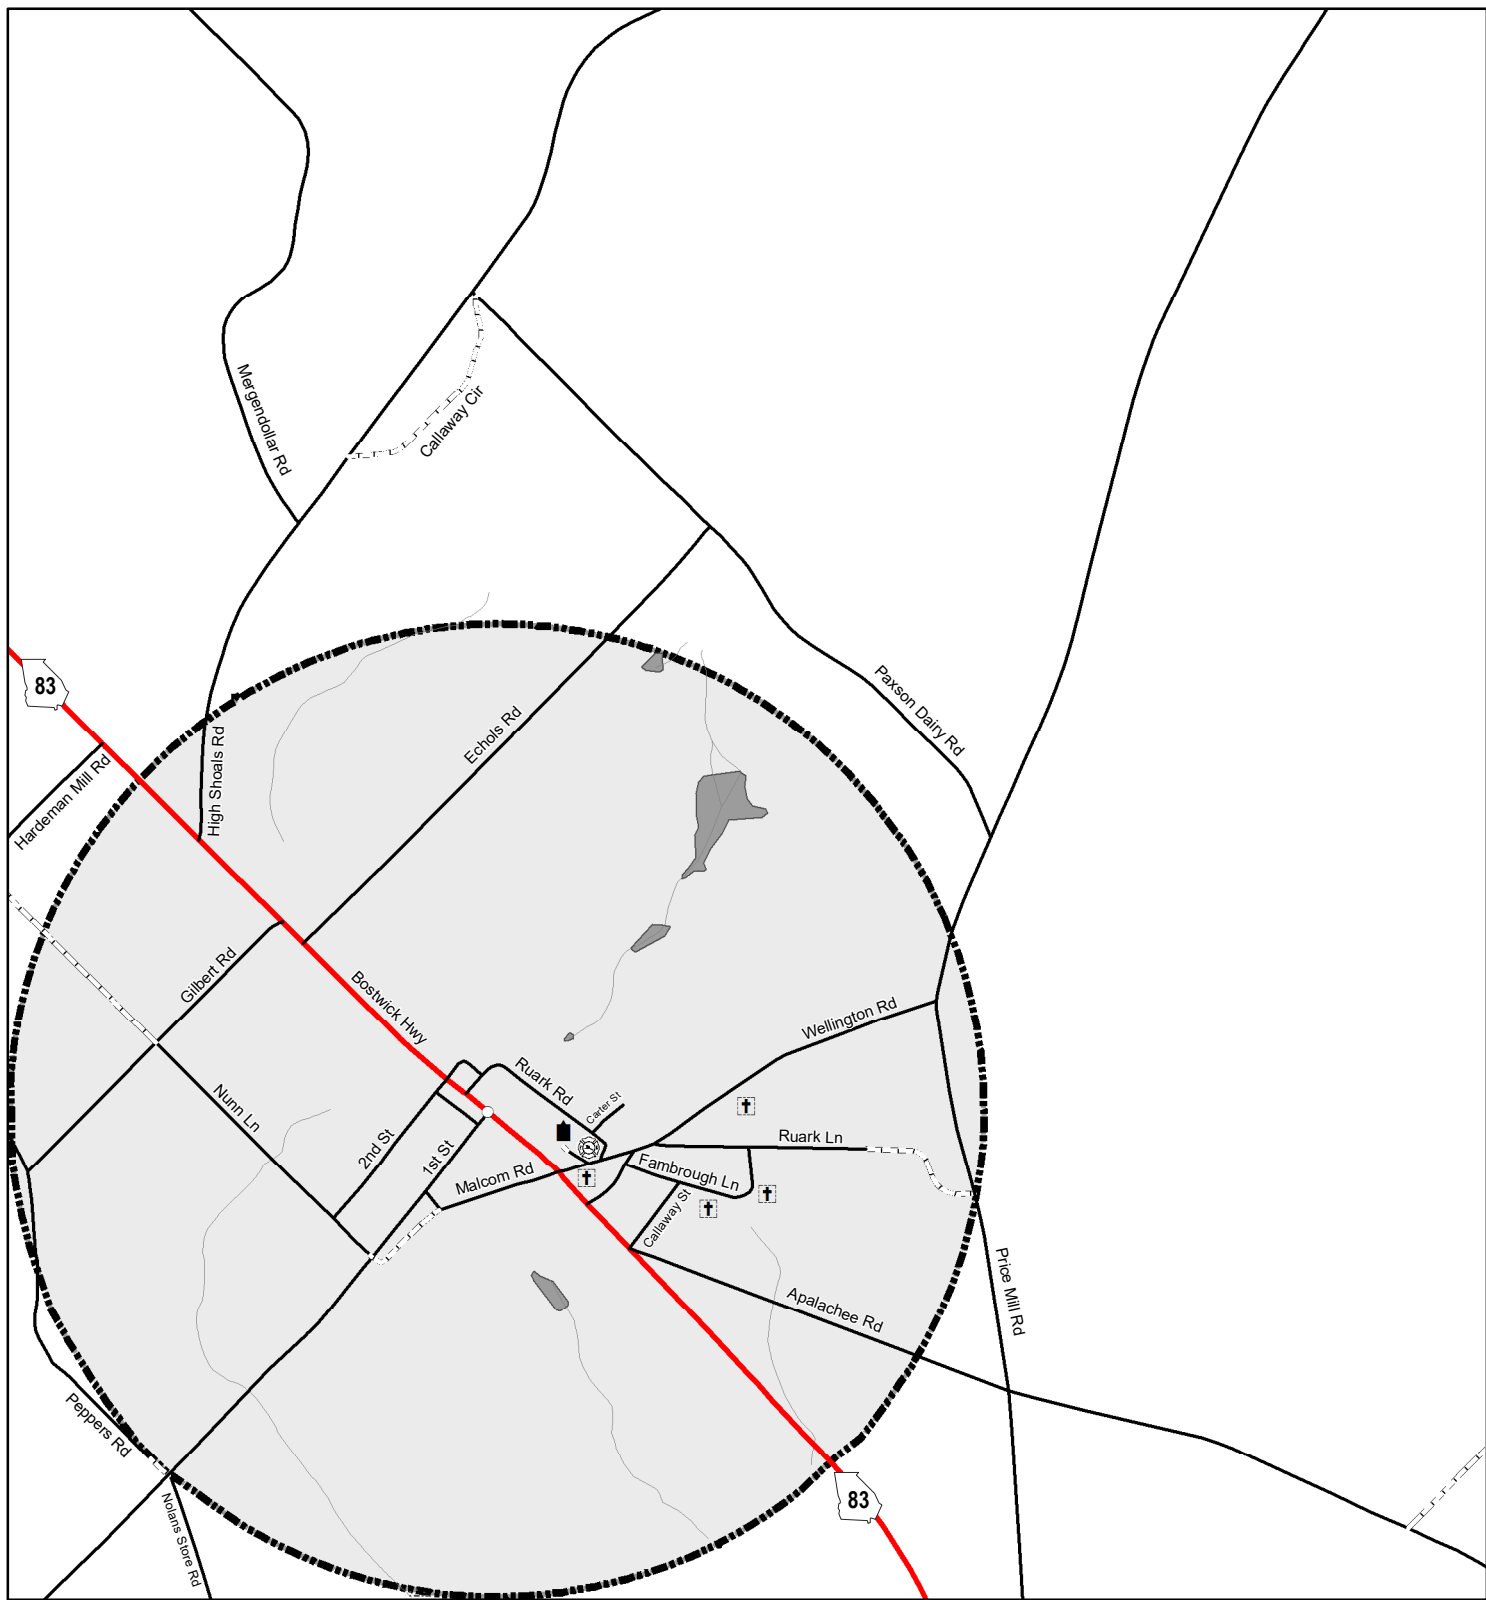 Mergendollar Rd
Callaway Cir
83
Paxson Dairy Rd
Echols Rd
High Shoals Rd
Hardeman Mill Rd
Gilbert Rd
Bostwick Hwy
Wellington Rd
Ruark Rd
Carter St
Nunn Ln
2nd St
1st St
Ruark Ln
Malcom Rd
Fambrough Ln
Callaway St
Price Mill Rd
Apalachee Rd
Peppers Rd
83
Nolans Store Rd